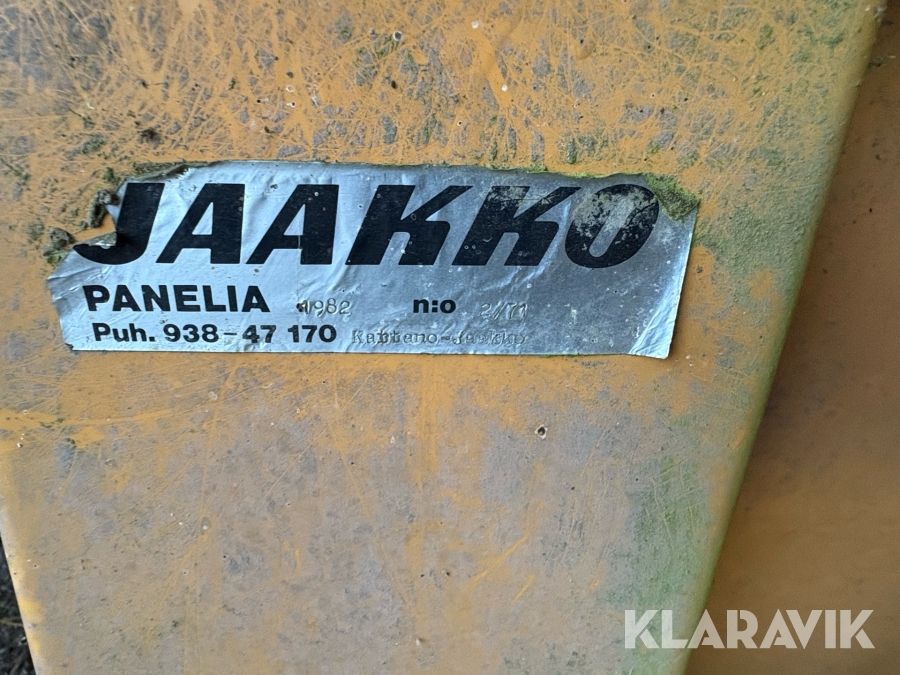 JAAKKO
PANELIA 1982 n:o
Puh. 938-47 170
KLARAVIK